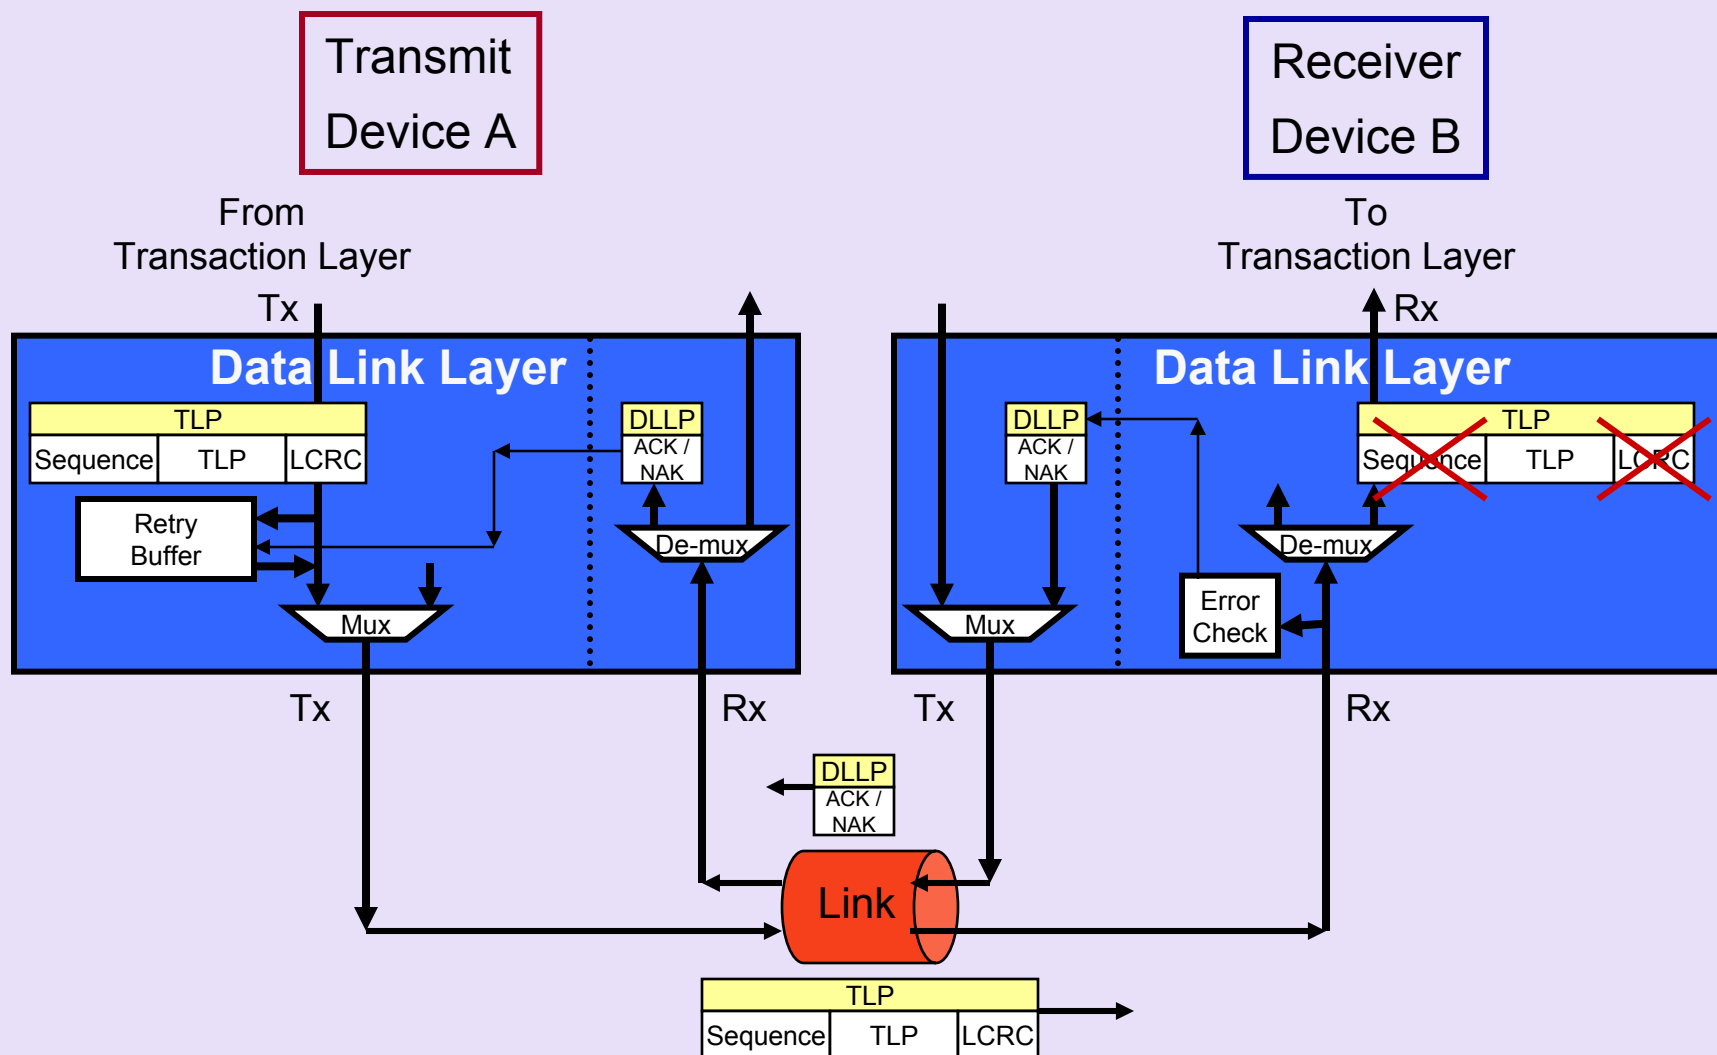 Transmit
Device A
Receiver
Device B
From
Transaction Layer
To
Transaction Layer
Tx
Rx
Data Link Layer
Data Link Layer
TLP
Sequence TLP LCRC
DLLP
ACK /
NAK
DLLP
ACK /
NAK
TLP
Sequence TLP LCRC
Retry
Buffer
De-mux
De-mux
Mux
Mux
Error
Check
Tx
Rx
Tx
Rx
DLLP
ACK /
NAK
Link
TLP
Sequence TLP LCRC